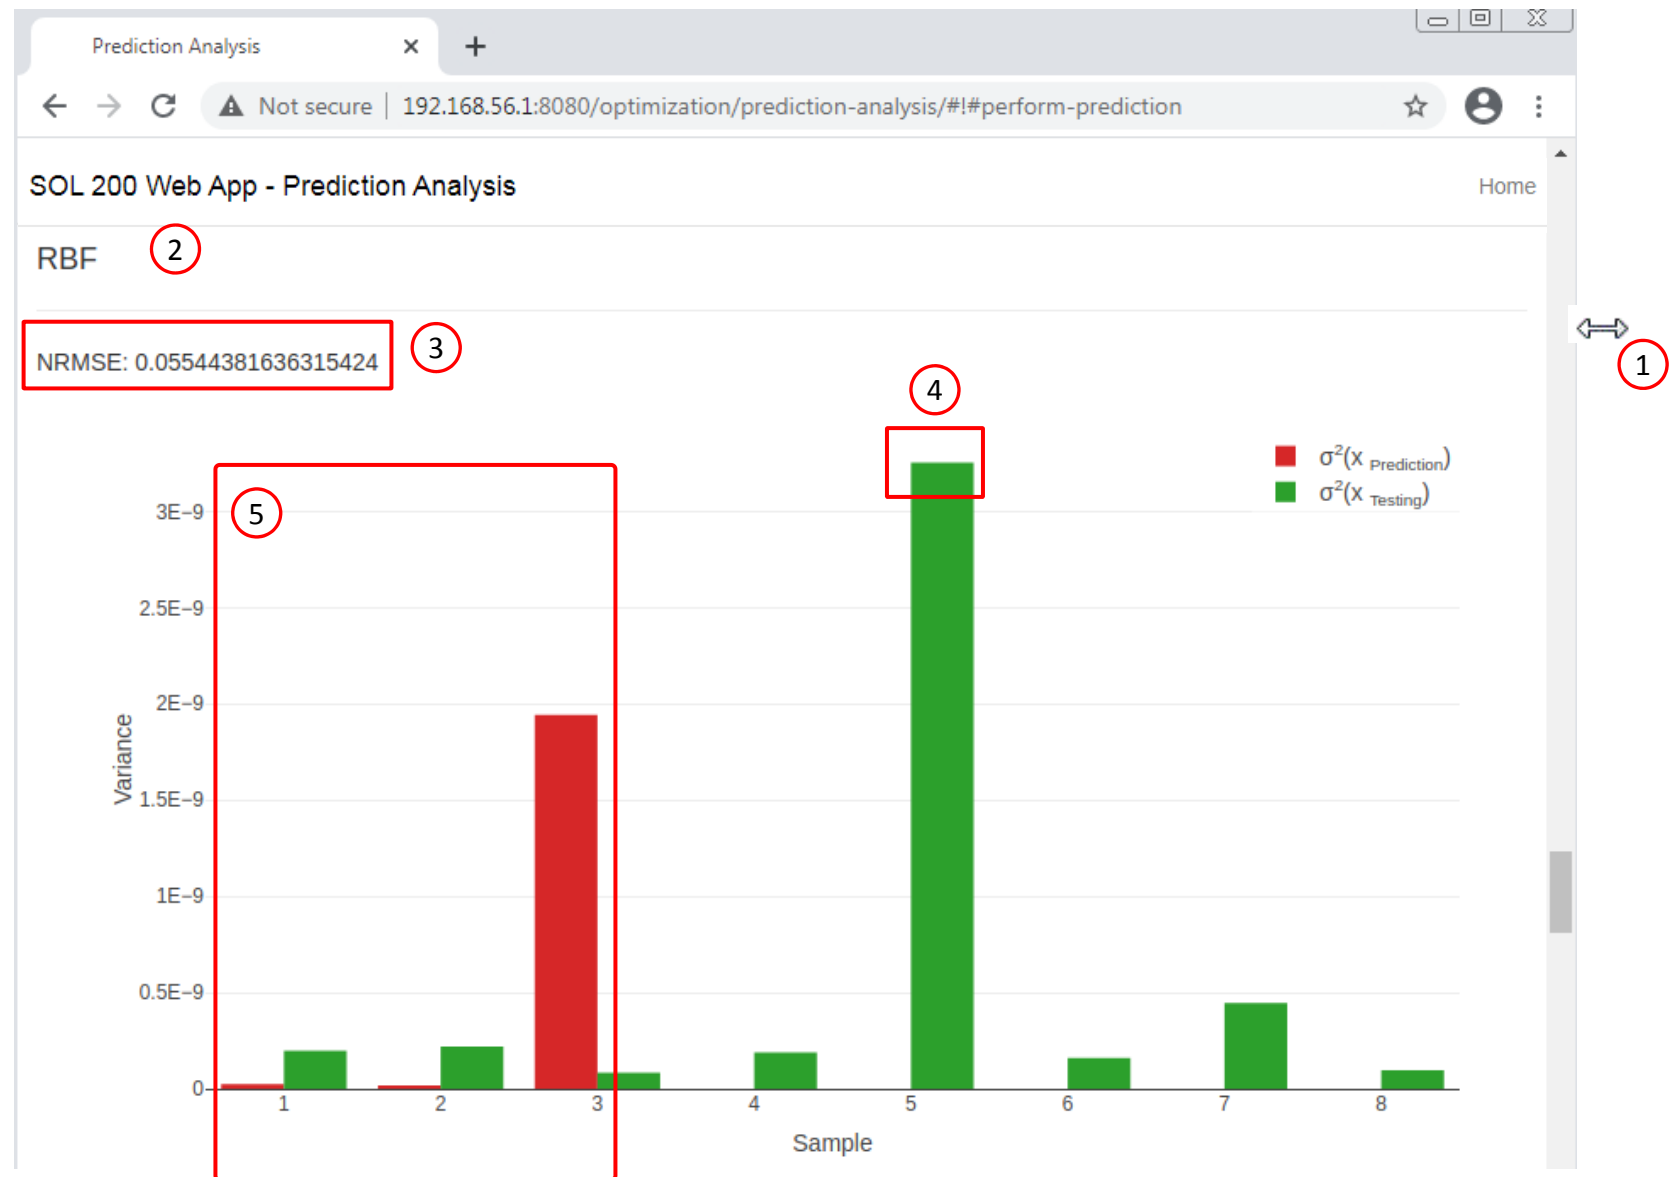 Prediction Analysis
Not secure 192.168.56.1:8080/optimization/prediction-analysis/#!#perform-prediction
SOL 200 Web App - Prediction Analysis
Home
RBF
2
NRMSE: 0.05544381636315424
3
1
4
σ²(x Prediction)
σ²(x Testing)
5
3E−9
2.5E−9
2E−9
1.5E−9
1E−9
0.5E−9
0
Variance
1 2 3 4 5 6 7 8
Sample